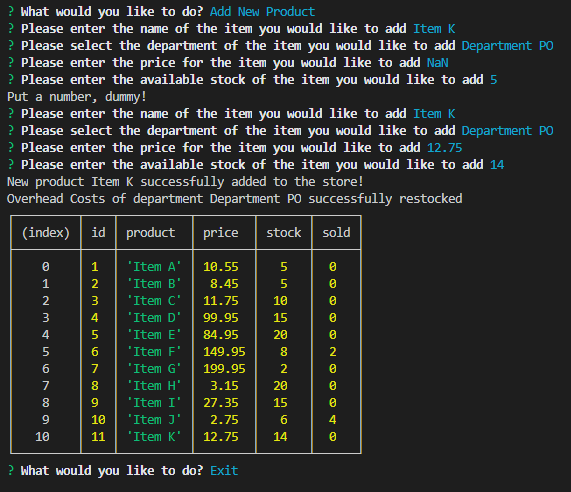 ? What would you like to do? Add New Product
? Please enter the name of the item you would like to add Item K
? Please select the department of the item you would like to add Department PO
? Please enter the price for the item you would like to add NaN
? Please enter the available stock of the item you would like to add 5
Put a number, dummy!
? Please enter the name of the item you would like to add Item K
? Please select the department of the item you would like to add Department PO
? Please enter the price for the item you would like to add 12.75
? Please enter the available stock of the item you would like to add 14
New product Item K successfully added to the store!
Overhead Costs of department Department PO successfully restocked
(index) id product price stock sold
0 1 'Item A' 10.55 5 0
1 2 'Item B' 8.45 5 0
2 3 'Item C' 11.75 10 0
3 4 'Item D' 99.95 15 0
4 5 'Item E' 84.95 20 0
5 6 'Item F' 149.95 8 2
6 7 'Item G' 199.95 2 0
7 8 'Item H' 3.15 20 0
8 9 'Item I' 27.35 15 0
9 10 'Item J' 2.75 6 4
10 11 'Item K' 12.75 14 0
? What would you like to do? Exit